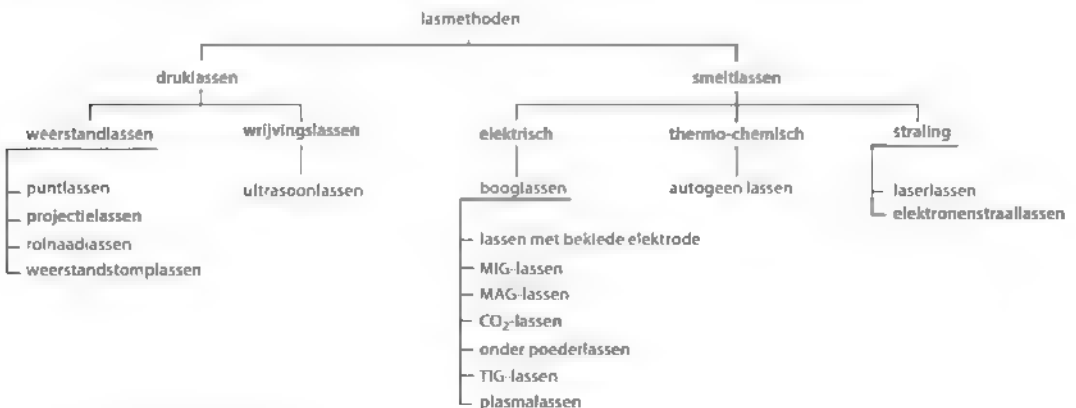 lasmethoden
druklassen
smeltlassen
weerstandlassen
wrijvingslassen
elektrisch
thermo-chemisch
straling
puntlassen
projectielassen
rolnaadlassen
weerstandstomplassen
ultrasoonlassen
booglassen
lassen met beklede elektrode
MIG-lassen
MAG-lassen
CO₂-lassen
onder poederlassen
TIG-lassen
plasmalassen
autogeen lassen
laserlassen
elektronenstraallassen